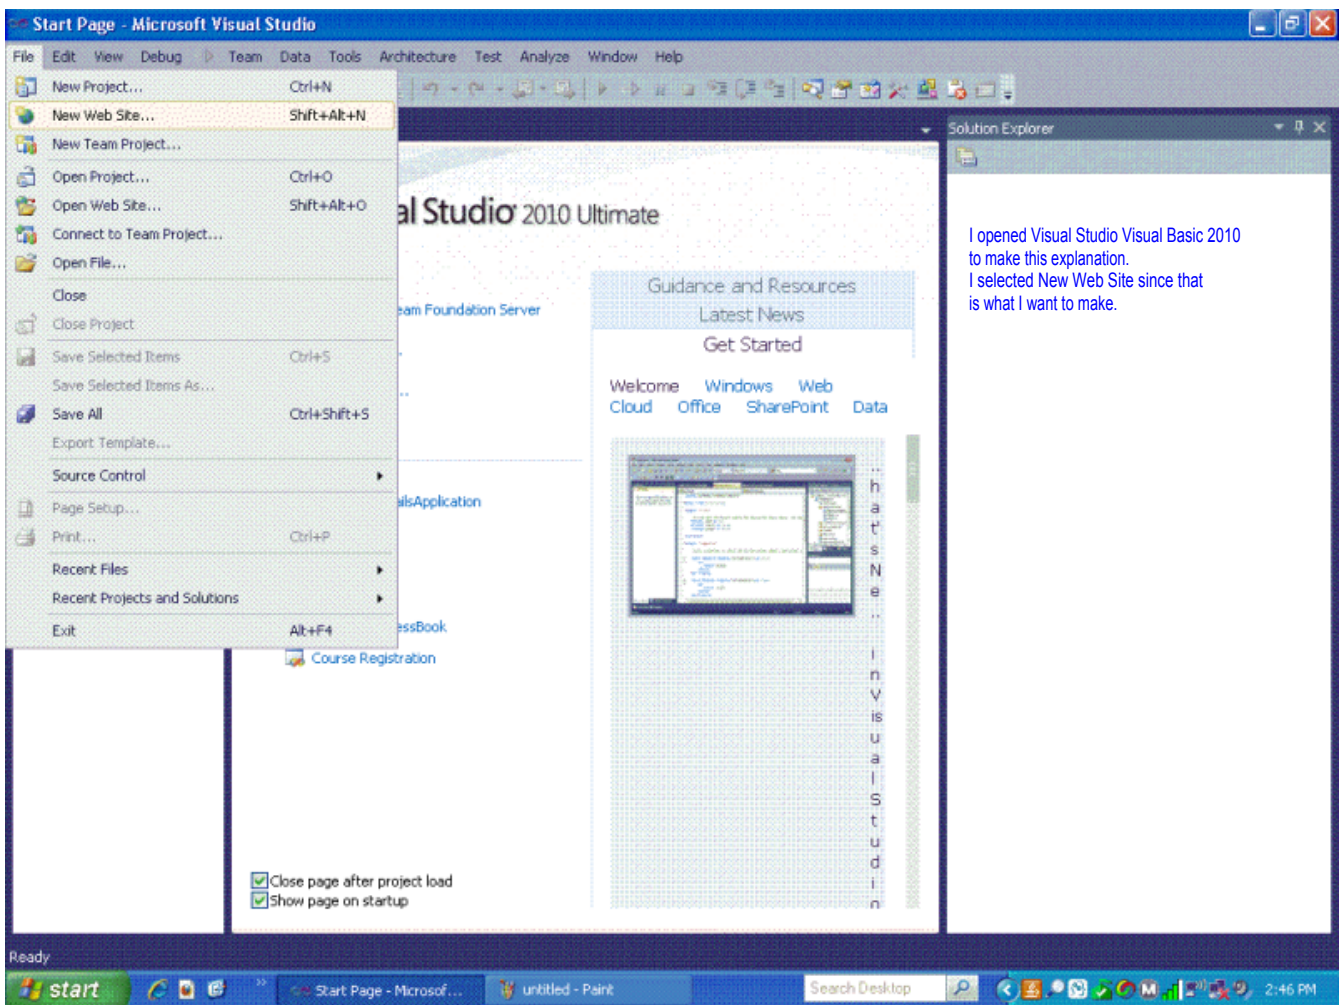 Start Page - Microsoft Visual Studio
File Edit View Debug Team Data Tools Architecture Test Analyze Window Help
New Project... Ctrl+N
New Web Site... Shift+Alt+N
New Team Project...
Open Project... Ctrl+O
Open Web Site... Shift+Alt+O
Connect to Team Project...
Open File...
Close
Close Project
Save Selected Items Ctrl+S
Save Selected Items As...
Save All Ctrl+Shift+S
Export Template...
Source Control
Page Setup...
Print... Ctrl+P
Recent Files
Recent Projects and Solutions
Exit Alt+F4
al Studio 2010 Ultimate
eam Foundation Server
ilsApplication
essBook
Course Registration
Close page after project load
Show page on startup
Guidance and Resources
Latest News
Get Started
Welcome Windows Web
Cloud Office SharePoint Data
..
h
a
t'
s
N
e
..
i
n
V
is
u
a
l
S
t
u
d
i
n
Solution Explorer
I opened Visual Studio Visual Basic 2010
to make this explanation.
I selected New Web Site since that
is what I want to make.
Ready
start
Start Page - Microsof...
untitled - Paint
Search Desktop
2:46 PM